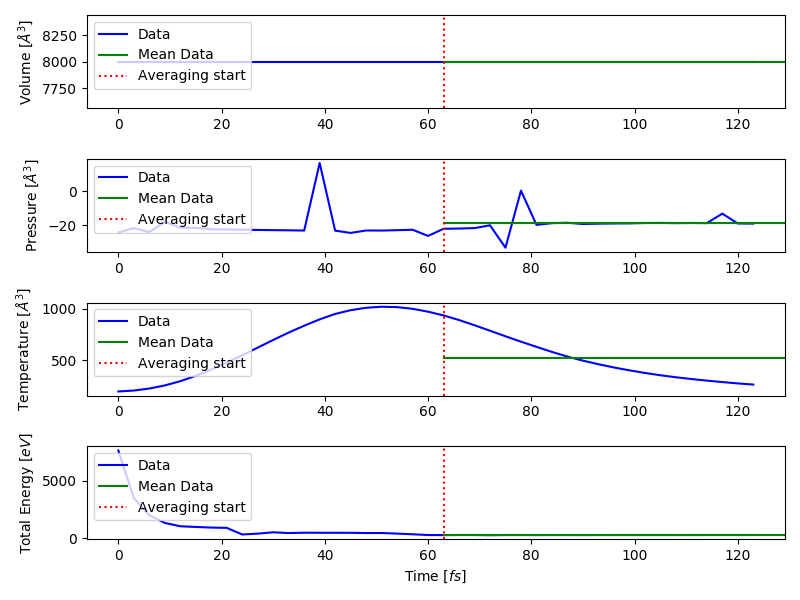 Volume [Å³]
8250
8000
7750
Data
Mean Data
Averaging start
0 20 40 60 80 100 120
Pressure [Å³]
0
−20
Data
Mean Data
Averaging start
0 20 40 60 80 100 120
Temperature [Å³]
1000
500
Data
Mean Data
Averaging start
0 20 40 60 80 100 120
Total Energy [eV]
5000
0
Data
Mean Data
Averaging start
0 20 40 60 80 100 120
Time [fs]